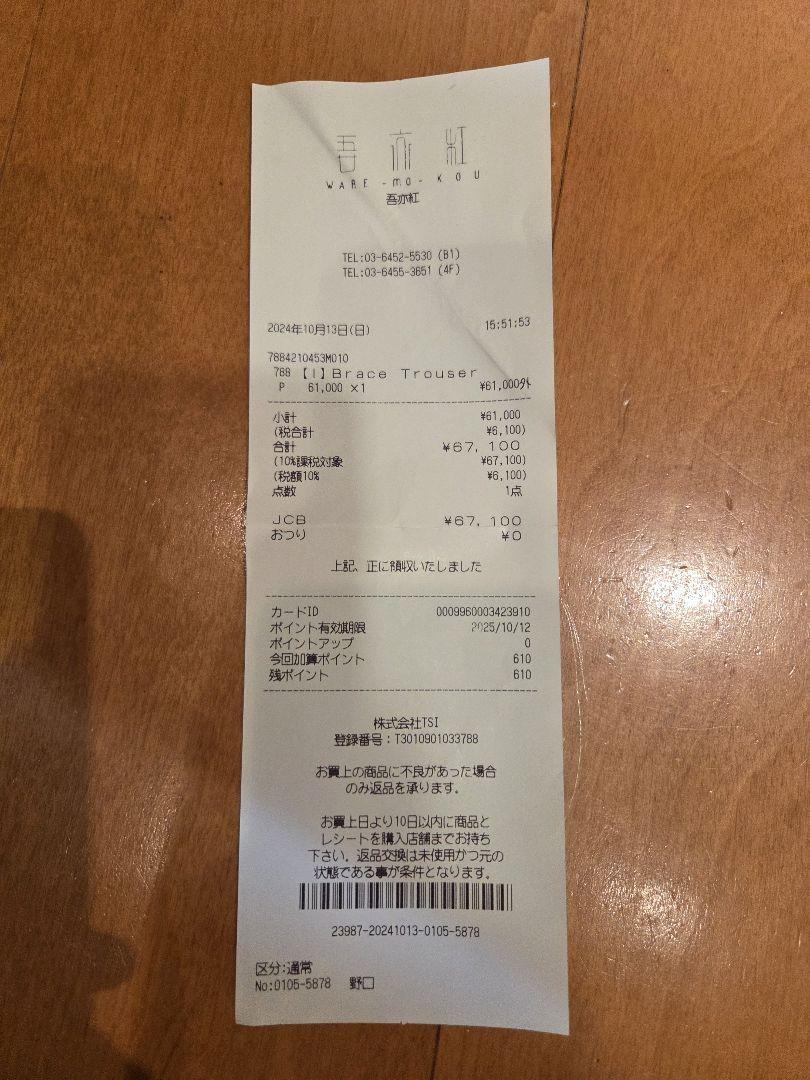 吾亦紅
WARE -mo- KOU
吾亦紅
TEL:03-6452-5530 (B1)
TEL:03-6455-3651 (4F)
2024年10月13日(日) 15:51:53
7884210453M010
788 【I】Brace Trouser
P 61,000 ×1 ¥61,000外
小計 ¥61,000
(税合計 ¥6,100)
合計 ¥67,100
(10%課税対象 ¥67,100)
(税額10% ¥6,100)
点数 1点
JCB ¥67,100
おつり ¥0
上記、正に領収いたしました
カードID 0009960003423910
ポイント有効期限 2025/10/12
ポイントアップ 0
今回加算ポイント 610
残ポイント 610
株式会社TSI
登録番号：T3010901033788
お買上の商品に不良があった場合
のみ返品を承ります。
お買上日より10日以内に商品と
レシートを購入店舗までお持ち
下さい。返品交換は未使用かつ元の
状態である事が条件となります。
23987-20241013-0105-5878
区分:通常
No:0105-5878 野口